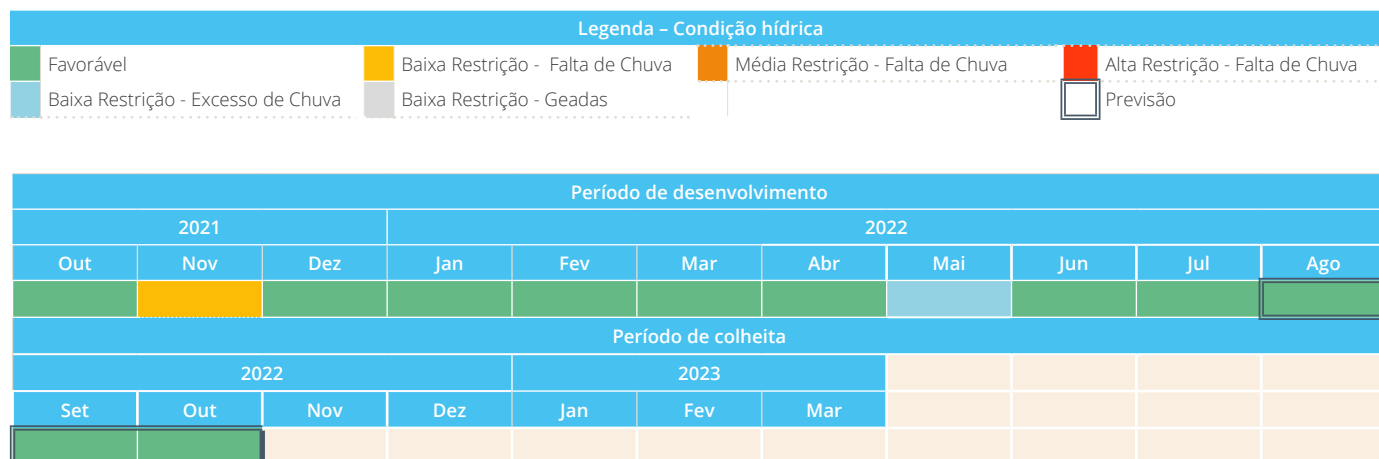 Legenda – Condição hídrica
Favorável Baixa Restrição - Falta de Chuva Média Restrição - Falta de Chuva Alta Restrição - Falta de Chuva
Baixa Restrição - Excesso de Chuva Baixa Restrição - Geadas Previsão
Período de desenvolvimento
2021 2022
Out Nov Dez Jan Fev Mar Abr Mai Jun Jul Ago
Período de colheita
2022 2023
Set Out Nov Dez Jan Fev Mar